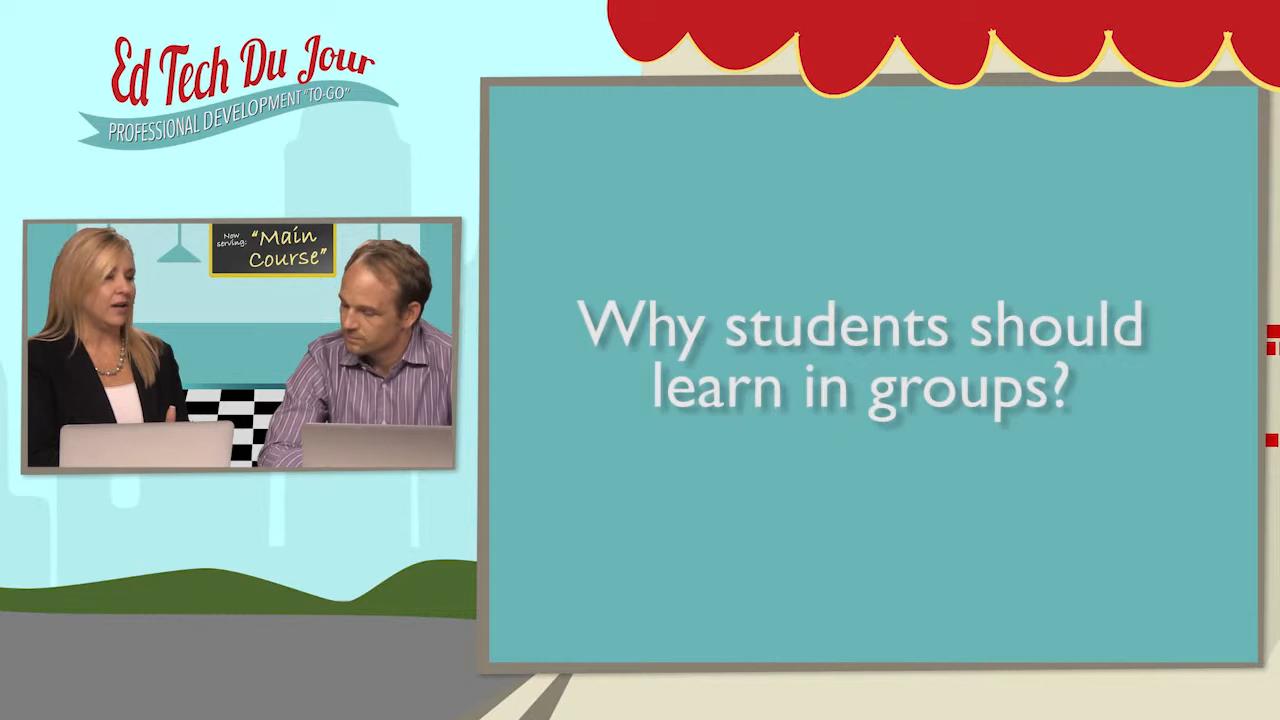 Ed Tech Du Jour
PROFESSIONAL DEVELOPMENT "TO-GO"
Now
serving:
"Main
Course"
Why students should
learn in groups?